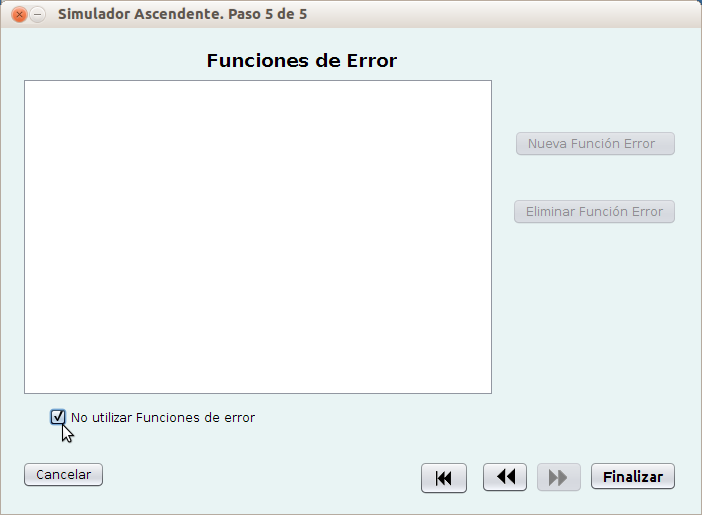 Simulador Ascendente. Paso 5 de 5
Funciones de Error
Nueva Función Error
Eliminar Función Error
No utilizar Funciones de error
Cancelar
Finalizar